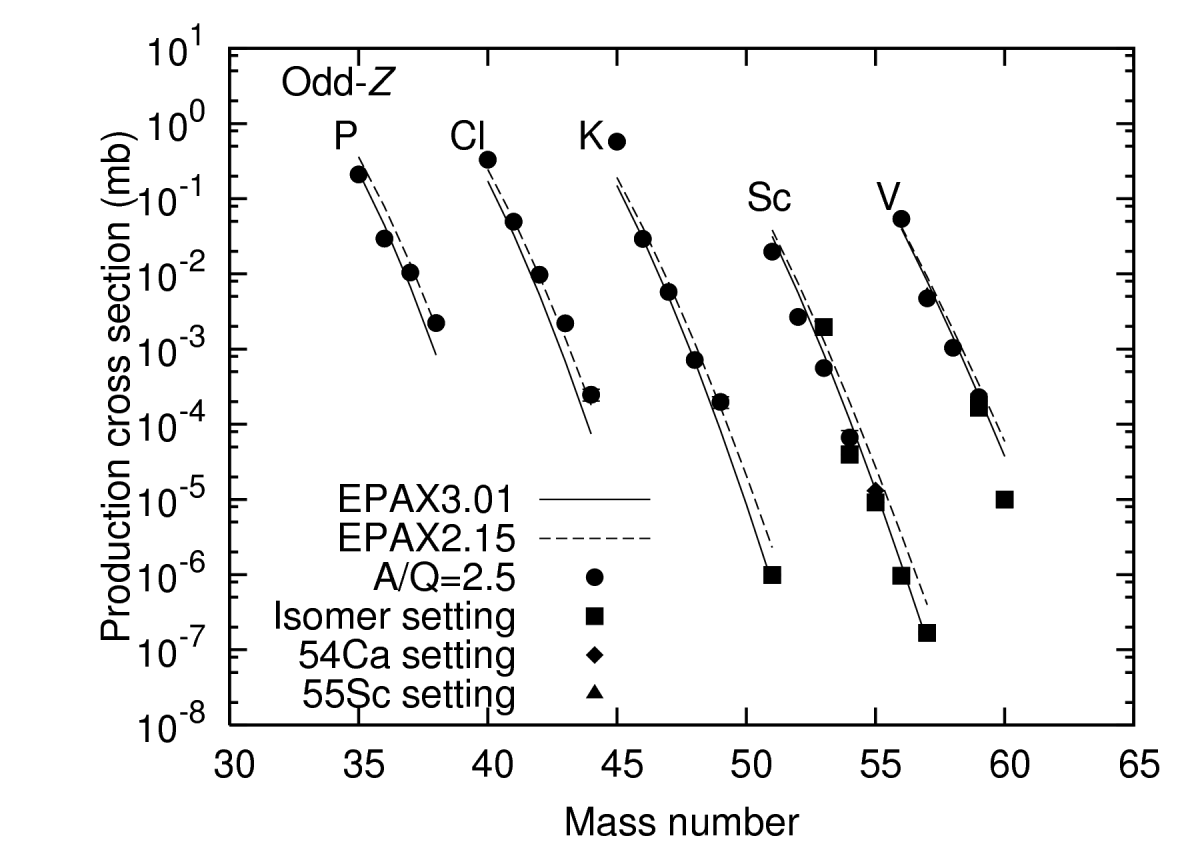 Odd-Z
P Cl K Sc V
10^1
10^0
10^-1
10^-2
10^-3
10^-4
10^-5
10^-6
10^-7
10^-8
Production cross section (mb)
EPAX3.01
EPAX2.15
A/Q=2.5
Isomer setting
54Ca setting
55Sc setting
30 35 40 45 50 55 60 65
Mass number